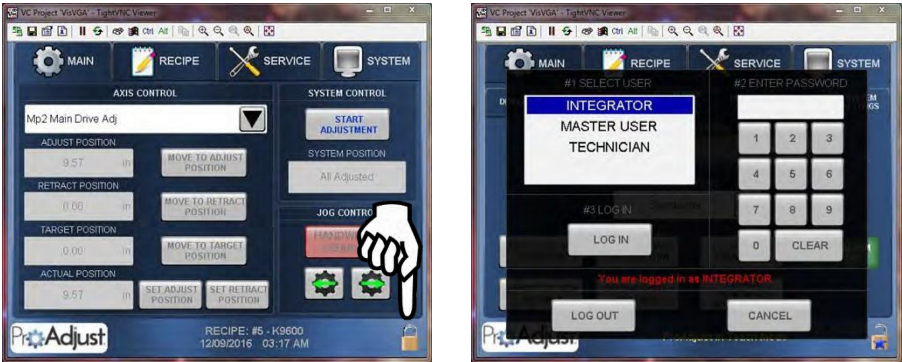 VC Project 'VisVGA' - TightVNC Viewer
Ctrl Alt
MAIN
RECIPE
SERVICE
SYSTEM
AXIS CONTROL
Mp2 Main Drive Adj
ADJUST POSITION
9.57 in
MOVE TO ADJUST
POSITION
RETRACT POSITION
0.00 in
MOVE TO RETRACT
POSITION
TARGET POSITION
0.00 in
MOVE TO TARGET
POSITION
ACTUAL POSITION
9.57 in
SET ADJUST
POSITION
SET RETRACT
POSITION
SYSTEM CONTROL
START
ADJUSTMENT
SYSTEM POSITION
All Adjusted
JOG CONTROL
Pro Adjust
RECIPE: #5 - K9600
12/09/2016 03:17 AM
VC Project 'VisVGA' - TightVNC Viewer
Ctrl Alt
MAIN
RECIPE
SERVICE
SYSTEM
#1 SELECT USER
INTEGRATOR
MASTER USER
TECHNICIAN
#2 ENTER PASSWORD
1 2 3
4 5 6
7 8 9
0 CLEAR
#3 LOG IN
LOG IN
You are logged in as INTEGRATOR
LOG OUT
CANCEL
Pro Adjust